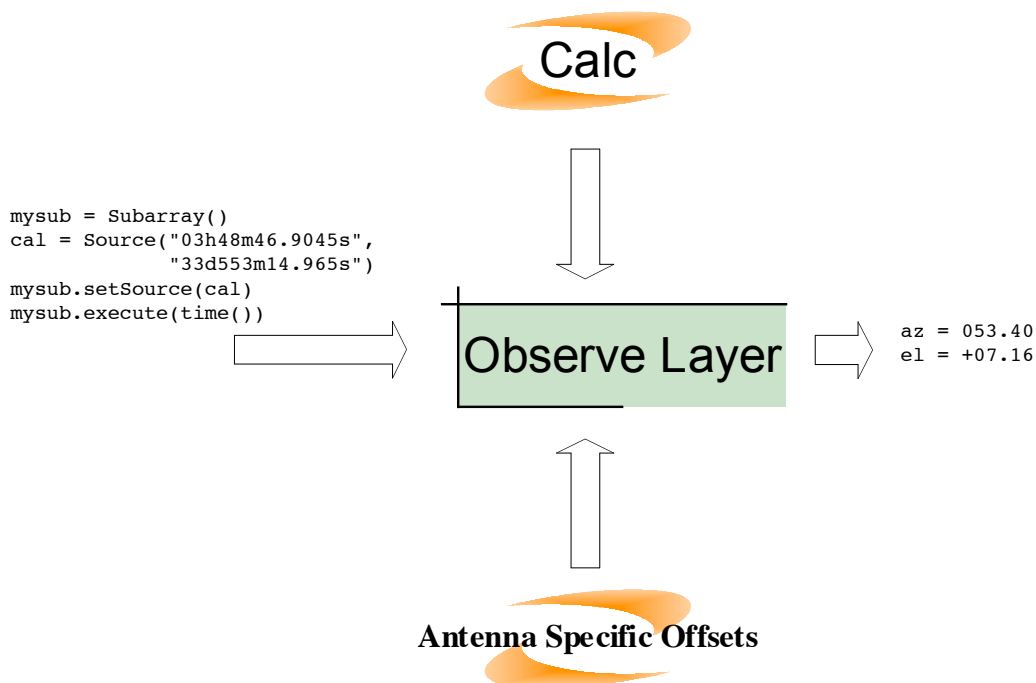 Calc
mysub = Subarray()
cal = Source("03h48m46.9045s",
"33d553m14.965s")
mysub.setSource(cal)
mysub.execute(time())
Observe Layer
az = 053.40
el = +07.16
Antenna Specific Offsets